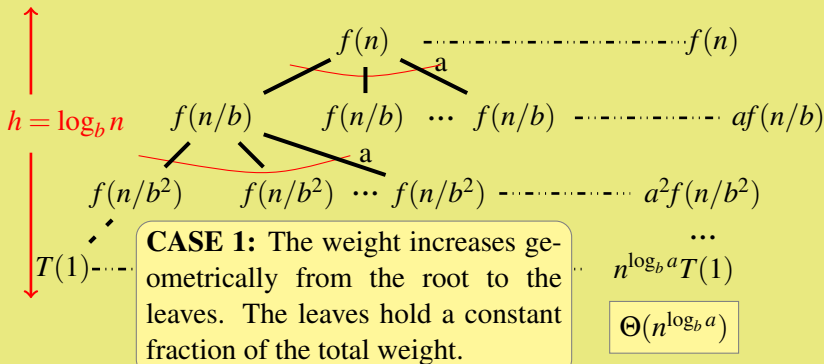 f(n) f(n)
a
h = log_b n f(n/b) f(n/b) ··· f(n/b) af(n/b)
a
f(n/b²) f(n/b²) ··· f(n/b²) a²f(n/b²)
···
T(1) n^{log_b a}T(1)
CASE 1: The weight increases ge-
ometrically from the root to the
leaves. The leaves hold a constant
fraction of the total weight.
Θ(n^{log_b a})